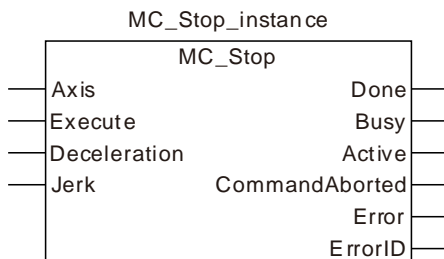 MC_Stop_instance
MC_Stop
Axis Done
Execute Busy
Deceleration Active
Jerk CommandAborted
Error
ErrorID